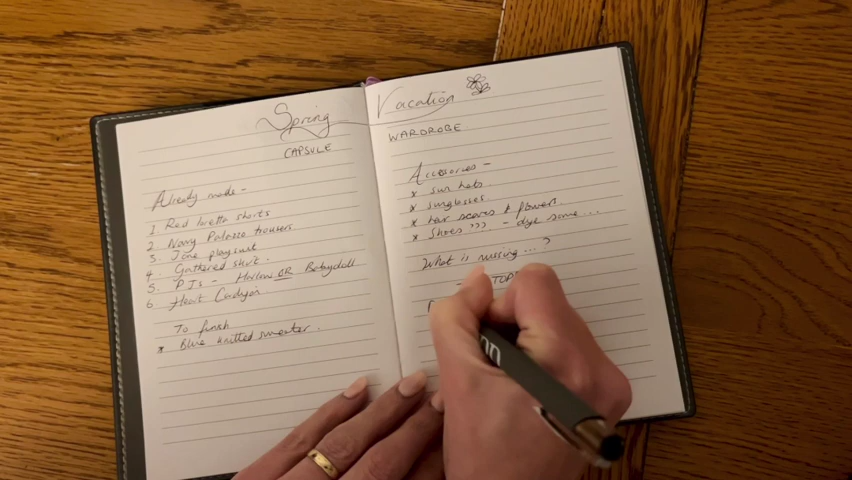 Spring Vacation
CAPSULE WARDROBE
Already made -
1. Red loretta shorts
2. Navy Palazzo trousers
3. Jane playsuit
4. Gathered skirt.
5. PJs - Harlow OR Babydoll
6. Heart Cardigan
To finish
* Blue knitted sweater.
Accessories -
* sun hats.
* sunglasses
* hair scarves & flowers.
* Shoes ??? - dye some ...
What is missing ... ?